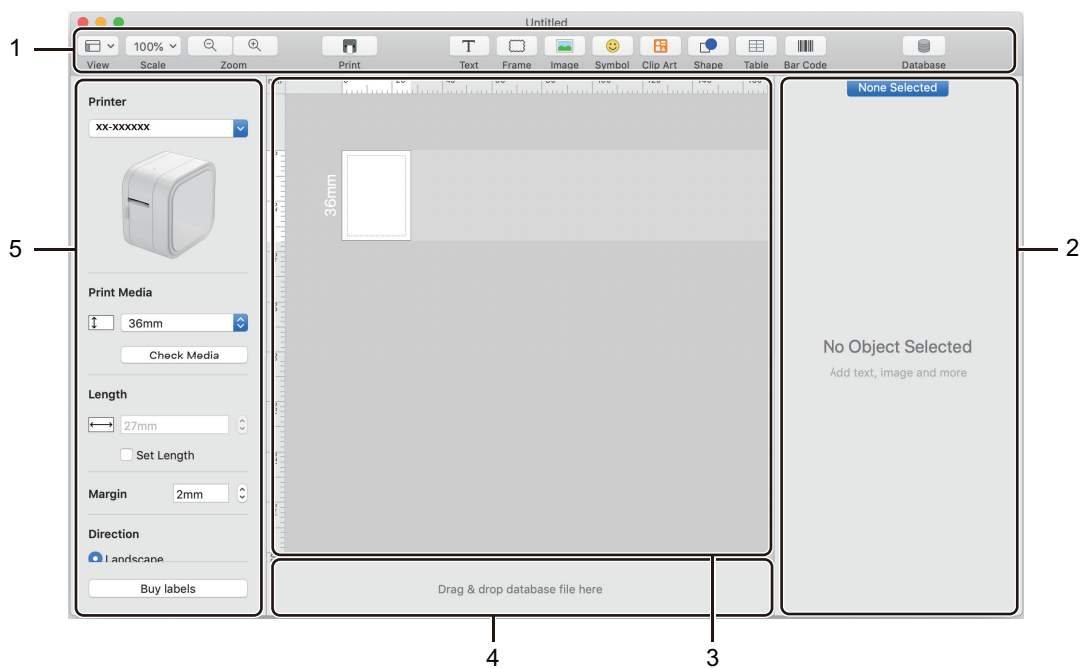 Untitled
1
100%
View
Scale
Zoom
Print
T
Text
Frame
Image
Symbol
Clip Art
Shape
Table
Bar Code
Database
Printer
XX-XXXXXX
5
Print Media
36mm
Check Media
Length
27mm
Set Length
Margin
2mm
Direction
Landscape
Buy labels
36mm
Drag & drop database file here
4
3
None Selected
2
No Object Selected
Add text, image and more